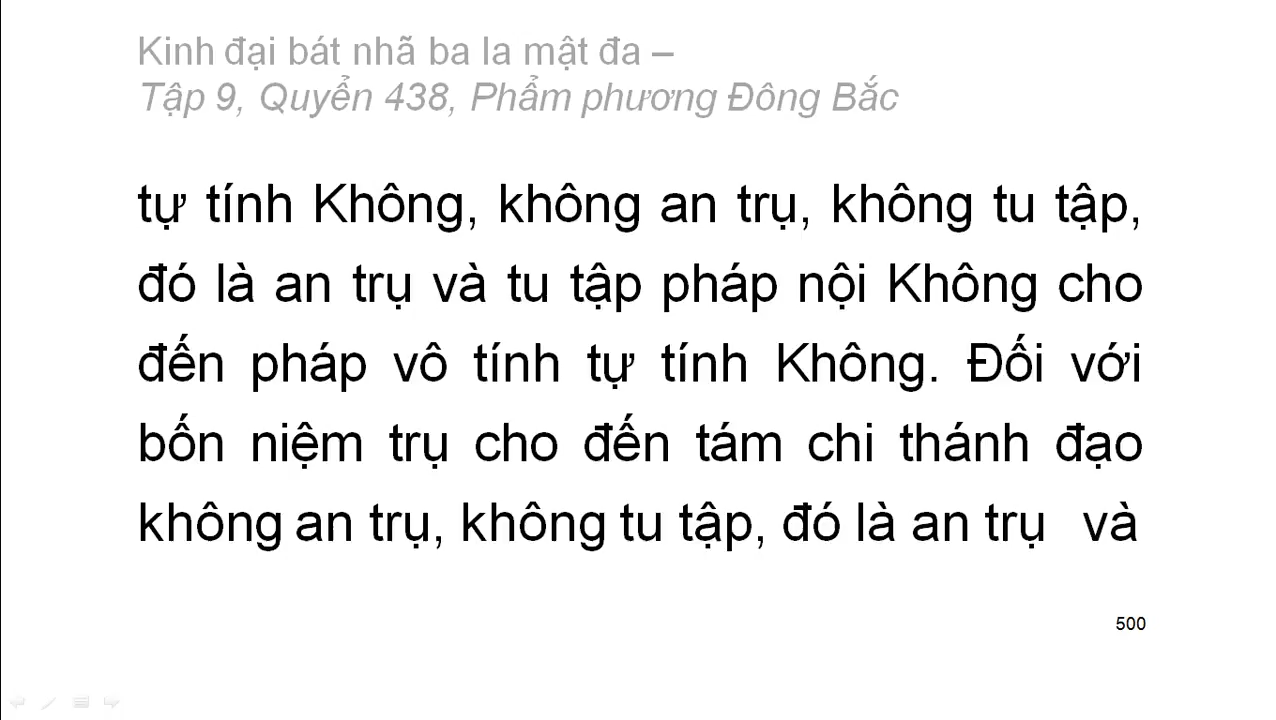 Kinh đại bát nhã ba la mật đa –
Tập 9, Quyển 438, Phẩm phương Đông Bắc
tự tính Không, không an trụ, không tu tập,
đó là an trụ và tu tập pháp nội Không cho
đến pháp vô tính tự tính Không. Đối với
bốn niệm trụ cho đến tám chi thánh đạo
không an trụ, không tu tập, đó là an trụ và
500